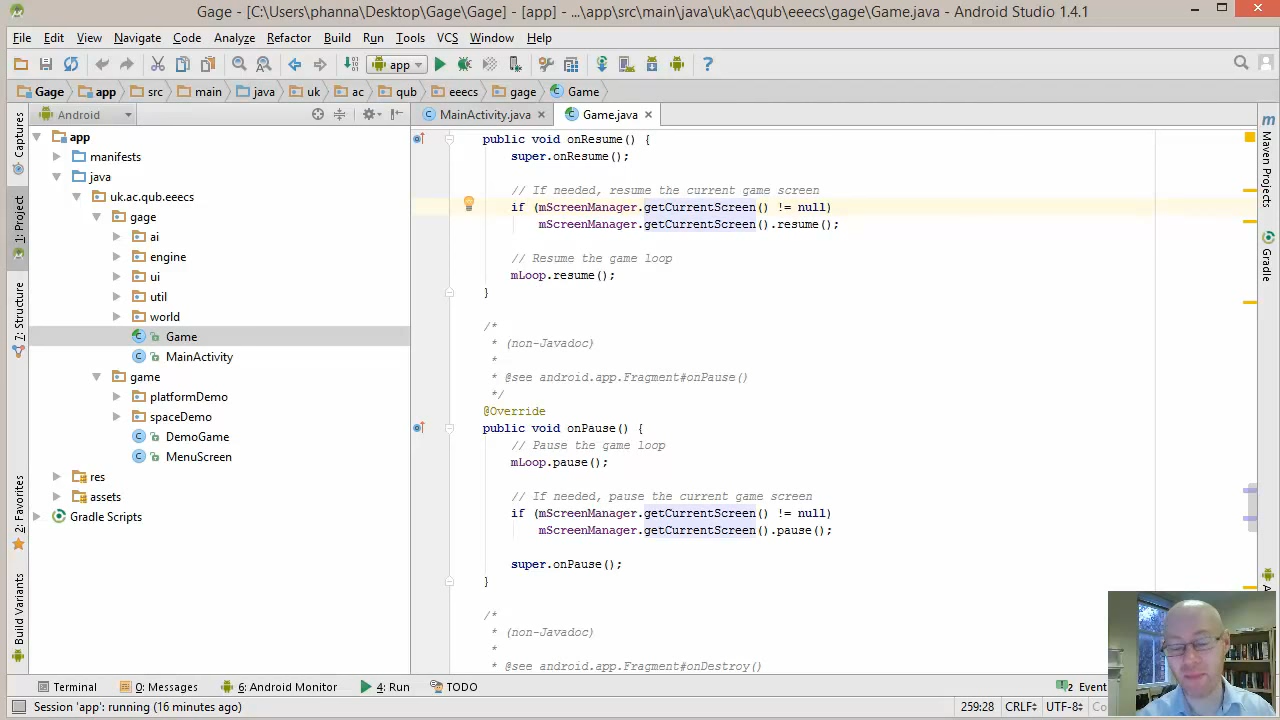 Gage - [C:\Users\phanna\Desktop\Gage\Gage] - [app] - ...\app\src\main\java\uk\ac\qub\eeecs\gage\Game.java - Android Studio 1.4.1
File Edit View Navigate Code Analyze Refactor Build Run Tools VCS Window Help
app
Gage app src main java uk ac qub eeecs gage Game
Android
MainActivity.java Game.java
Captures
1: Project
7: Structure
2: Favorites
Build Variants
app
manifests
java
uk.ac.qub.eeecs
gage
ai
engine
ui
util
world
Game
MainActivity
game
platformDemo
spaceDemo
DemoGame
MenuScreen
res
assets
Gradle Scripts
public void onResume() {
super.onResume();
// If needed, resume the current game screen
if (mScreenManager.getCurrentScreen() != null)
mScreenManager.getCurrentScreen().resume();
// Resume the game loop
mLoop.resume();
}
/*
* (non-Javadoc)
*
* @see android.app.Fragment#onPause()
*/
@Override
public void onPause() {
// Pause the game loop
mLoop.pause();
// If needed, pause the current game screen
if (mScreenManager.getCurrentScreen() != null)
mScreenManager.getCurrentScreen().pause();
super.onPause();
}
/*
* (non-Javadoc)
*
* @see android.app.Fragment#onDestroy()
Maven Projects
Gradle
Terminal 0: Messages 6: Android Monitor 4: Run TODO 2 Event
Session 'app': running (16 minutes ago) 259:28 CRLF UTF-8